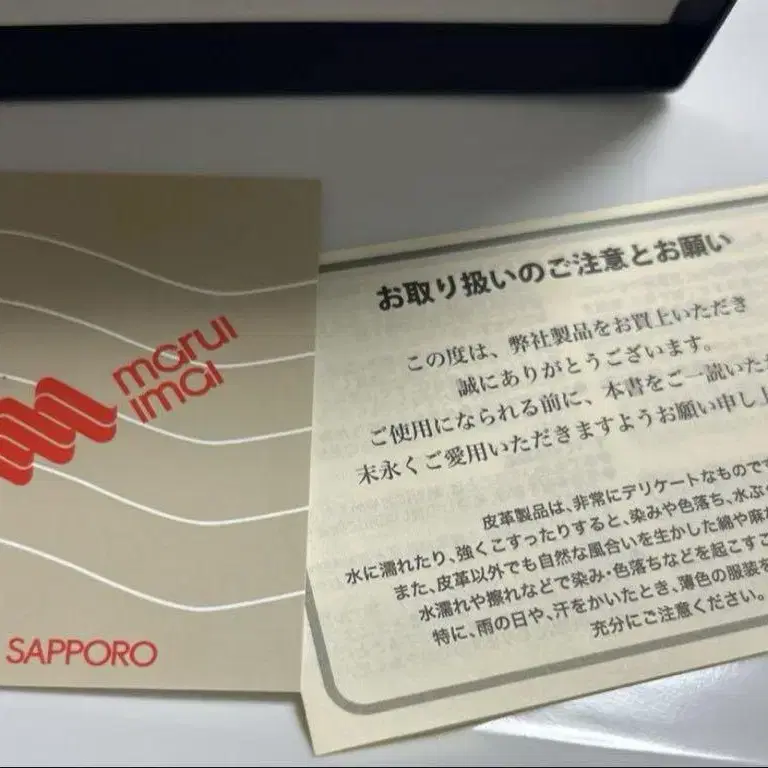 marui
imai
SAPPORO
お取り扱いのご注意とお願い
この度は、弊社製品をお買上いただき
誠にありがとうございます。
ご使用になられる前に、本書をご一読いただ
末永くご愛用いただきますようお願い申し上
皮革製品は、非常にデリケートなものです
水に濡れたり、強くこすったりすると、染みや色落ち、水ぶく
また、皮革以外でも自然な風合いを生かした綿や麻
水濡れや擦れなどで染み・色落ちなどを起こすこ
特に、雨の日や、汗をかいたとき、薄色の服装を
充分にご注意ください。